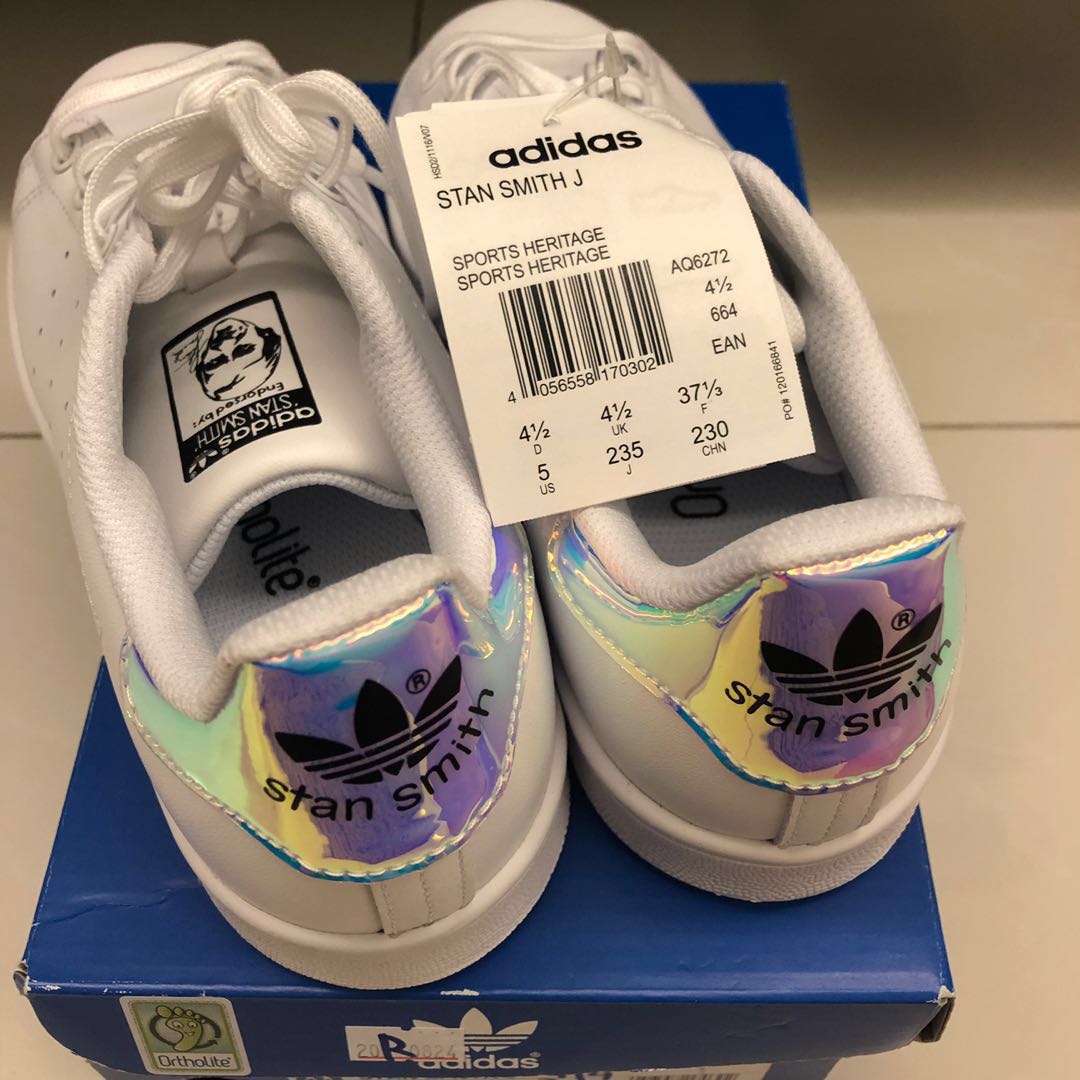 HSD2/1116/V07
adidas
STAN SMITH J
SPORTS HERITAGE
SPORTS HERITAGE
AQ6272
4½
664
EAN
4 056558 170302
PO# 120166841
4½ 4½ 37⅓
D UK F
5 235 230
US J CHN
Endorsed by:
STAN SMITH
adidas
ortholite®
®
stan smith
®
stan smith
OrthoLite®
R
adidas®